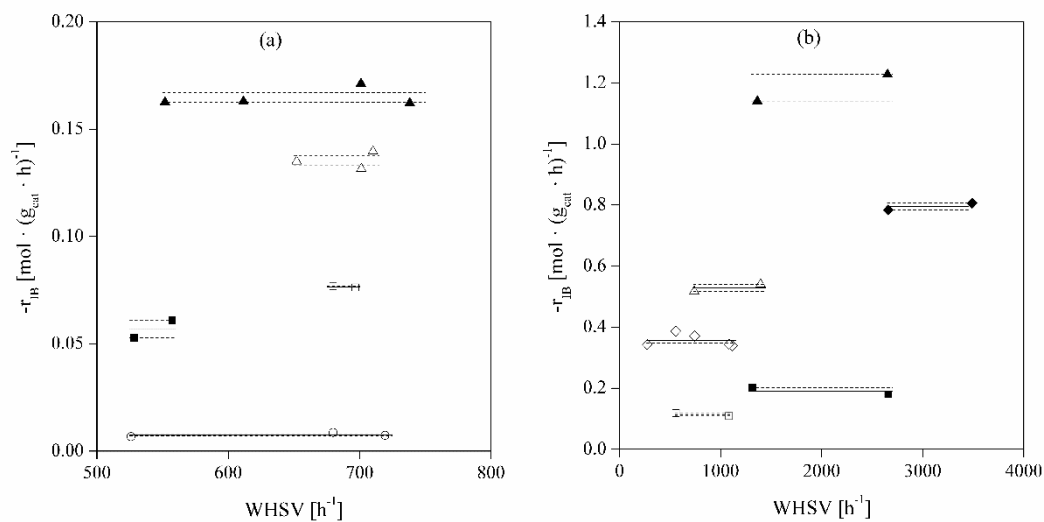 (a)
0.20
0.15
0.10
0.05
0.00
-r_IB [mol · (g_cat · h)^-1]
500 600 700 800
WHSV [h^-1]
(b)
1.4
1.2
1.0
0.8
0.6
0.4
0.2
0.0
-r_IB [mol · (g_cat · h)^-1]
0 1000 2000 3000 4000
WHSV [h^-1]